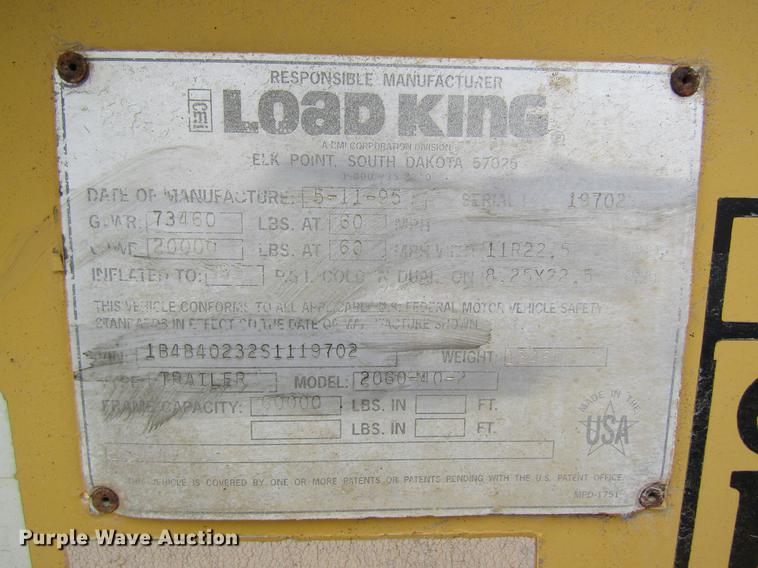 RESPONSIBLE MANUFACTURER
CMI LOAD KING
A CMI CORPORATION DIVISION
ELK POINT, SOUTH DAKOTA 57025
DATE OF MANUFACTURE: 5-11-95 SERIAL 19702
GVWR: 73460 LBS. AT 60 MPH
20000 LBS. AT 60 MPH WITH 11R22.5
INFLATED TO: P.S.I. COLD IN DUAL ON 8.25X22.5
THIS VEHICLE CONFORMS TO ALL APPLICABLE U.S. FEDERAL MOTOR VEHICLE SAFETY
STANDARDS IN EFFECT ON THE DATE OF MANUFACTURE SHOWN
VIN: 1B4B40232S1119702 WEIGHT
TYPE TRAILER MODEL: 2060-MO-2
FRAME CAPACITY: 60000 LBS. IN FT.
LBS. IN FT.
MADE IN THE
USA
THIS VEHICLE IS COVERED BY ONE OR MORE PATENTS OR PATENTS PENDING WITH THE U.S. PATENT OFFICE
MPD-1751
Purple Wave Auction